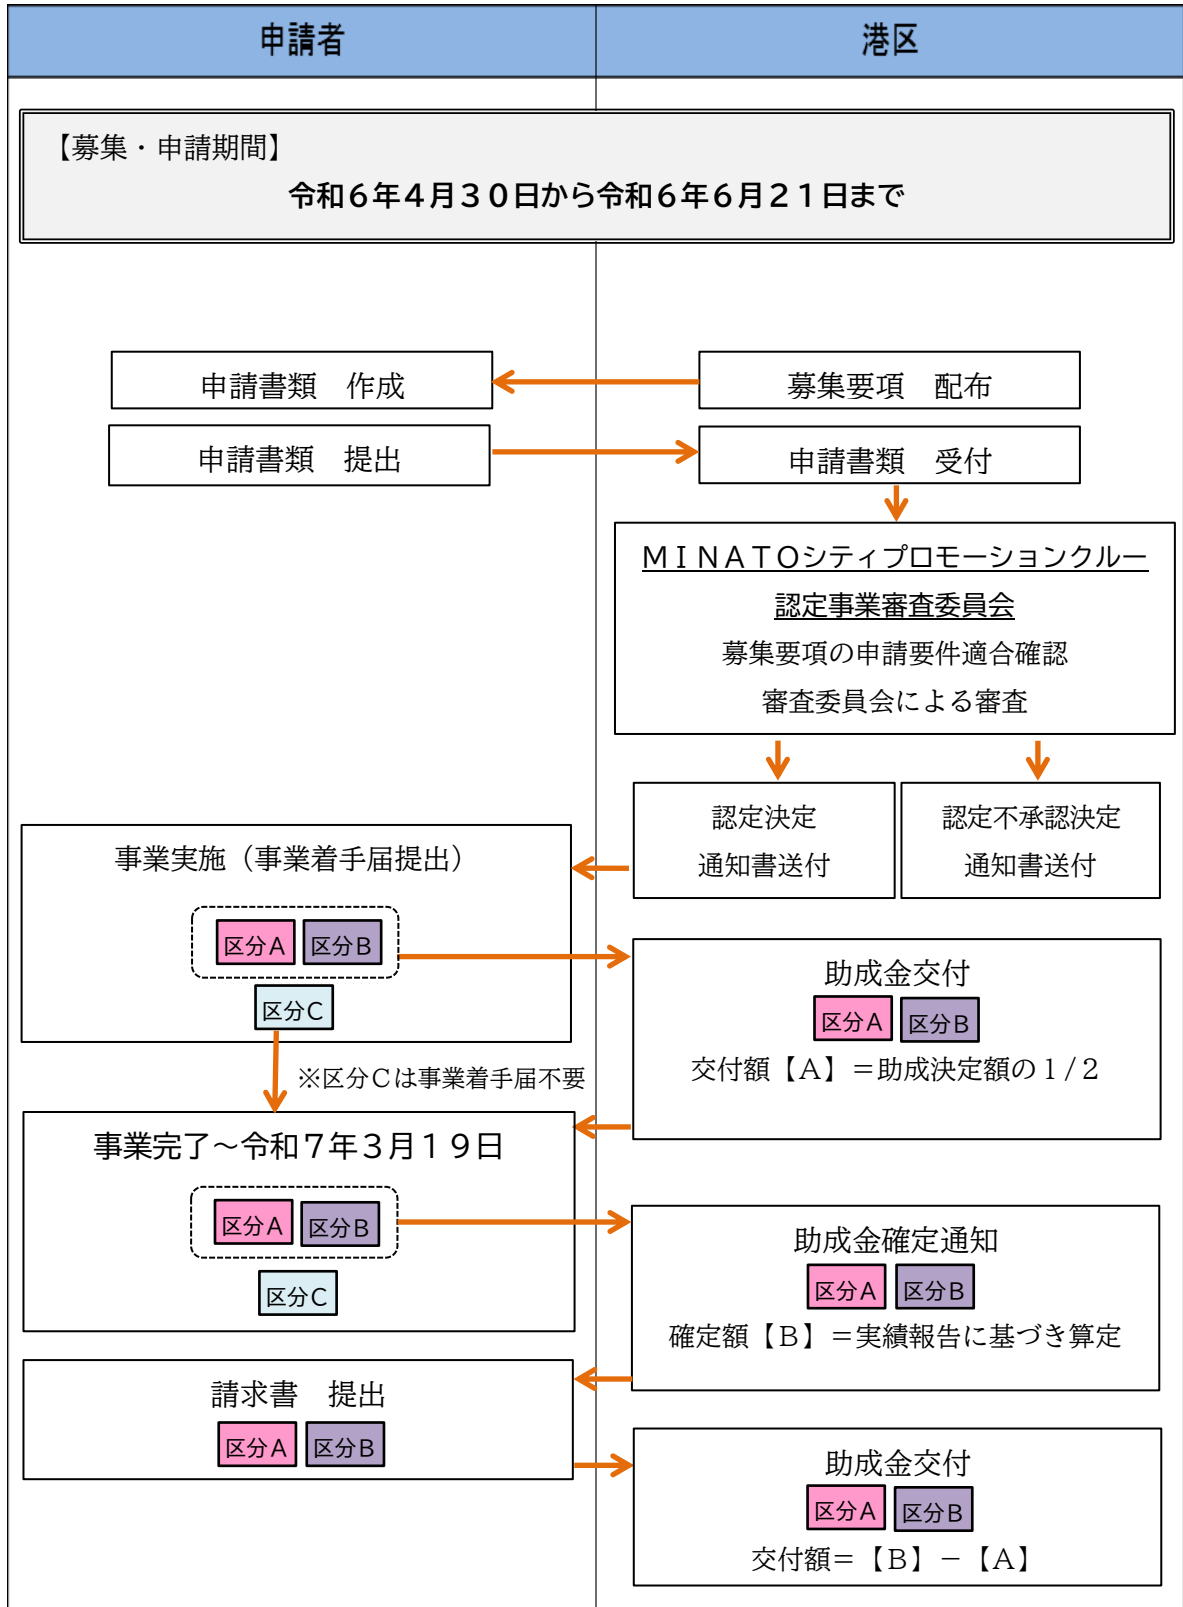 申請者
港区
【募集・申請期間】
令和６年４月３０日から令和６年６月２１日まで
申請書類　作成
募集要項　配布
申請書類　提出
申請書類　受付
ＭＩＮＡＴＯシティプロモーションクルー
認定事業審査委員会
募集要項の申請要件適合確認
審査委員会による審査
認定決定
通知書送付
認定不承認決定
通知書送付
事業実施（事業着手届提出）
区分Ａ
区分Ｂ
区分Ｃ
助成金交付
区分Ａ
区分Ｂ
交付額【Ａ】＝助成決定額の１/２
※区分Ｃは事業着手届不要
事業完了～令和７年３月１９日
区分Ａ
区分Ｂ
区分Ｃ
助成金確定通知
区分Ａ
区分Ｂ
確定額【Ｂ】＝実績報告に基づき算定
請求書　提出
区分Ａ
区分Ｂ
助成金交付
区分Ａ
区分Ｂ
交付額＝【Ｂ】－【Ａ】